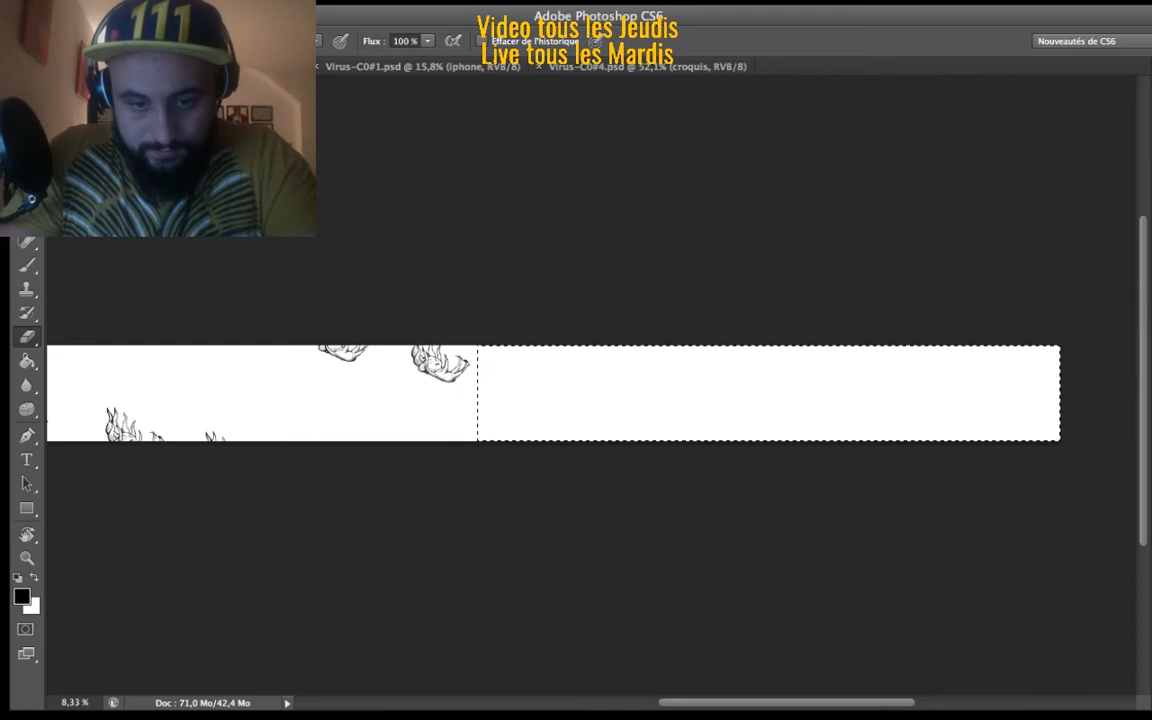 111
Adobe Photoshop CS6
Video tous les Jeudis
Live tous les Mardis
Flux : 100 %
Effacer de l'historique
Nouveautés de CS6
Virus-C0#1.psd @ 15,8% (iphone, RVB/8)
Virus-C0#4.psd @ 52,1% (croquis, RVB/8)
T
8,33 %
Doc : 71,0 Mo/42,4 Mo